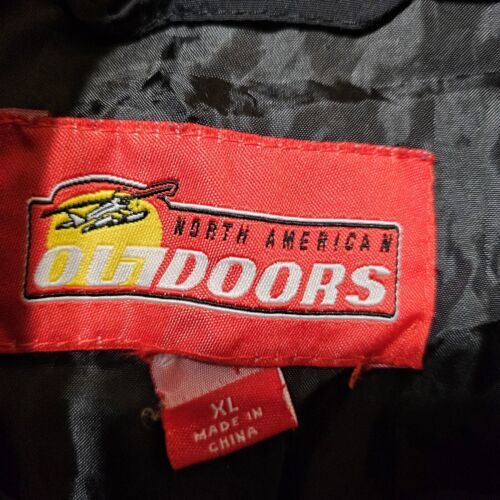 NORTH AMERICAN
OUTDOORS
XL
MADE IN
CHINA